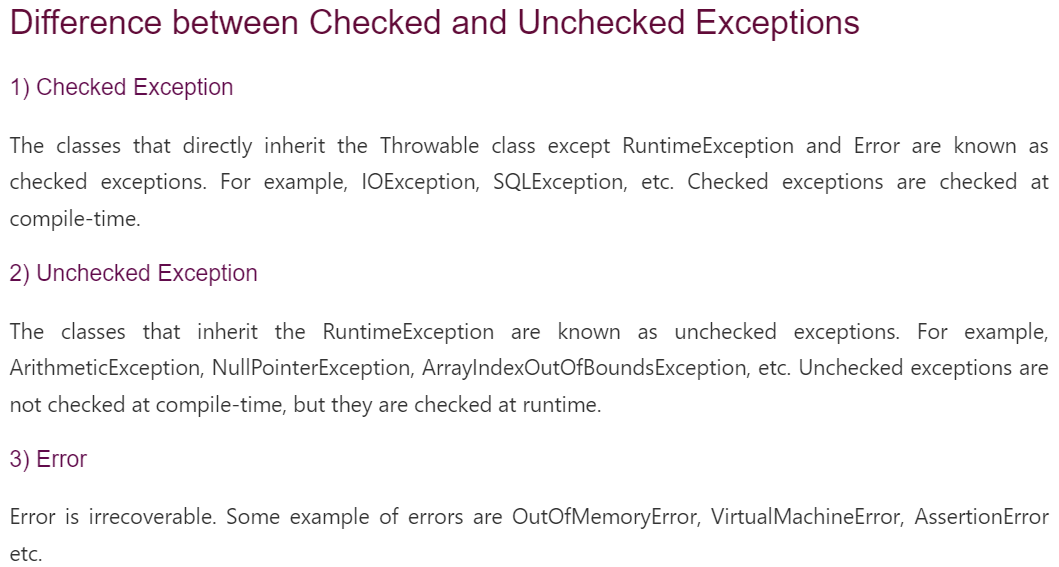 Difference between Checked and Unchecked Exceptions
1) Checked Exception
The classes that directly inherit the Throwable class except RuntimeException and Error are known as
checked exceptions. For example, IOException, SQLException, etc. Checked exceptions are checked at
compile-time.
2) Unchecked Exception
The classes that inherit the RuntimeException are known as unchecked exceptions. For example,
ArithmeticException, NullPointerException, ArrayIndexOutOfBoundsException, etc. Unchecked exceptions are
not checked at compile-time, but they are checked at runtime.
3) Error
Error is irrecoverable. Some example of errors are OutOfMemoryError, VirtualMachineError, AssertionError
etc.